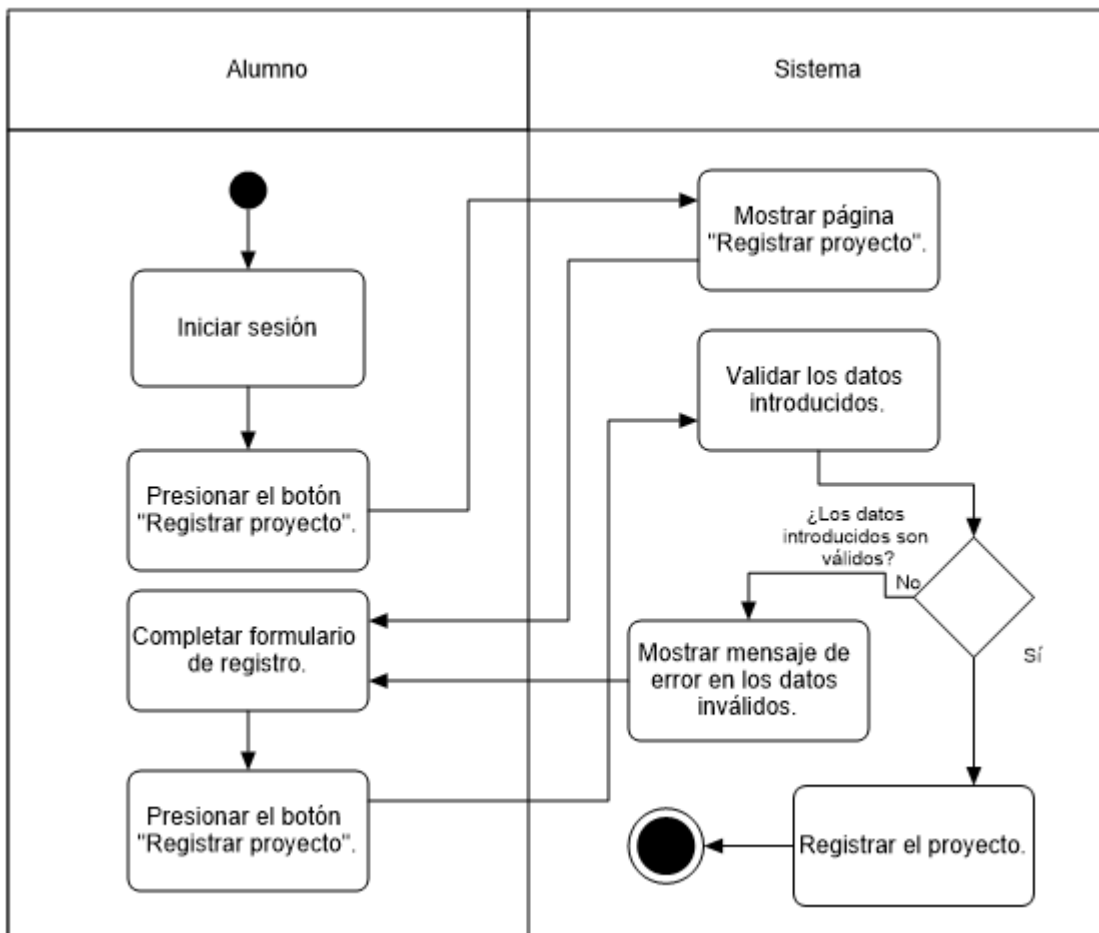 Alumno
Sistema
Iniciar sesión
Presionar el botón
"Registrar proyecto".
Mostrar página
"Registrar proyecto".
Completar formulario
de registro.
Presionar el botón
"Registrar proyecto".
Validar los datos
introducidos.
¿Los datos
introducidos son
válidos?
No
Mostrar mensaje de
error en los datos
inválidos.
Sí
Registrar el proyecto.